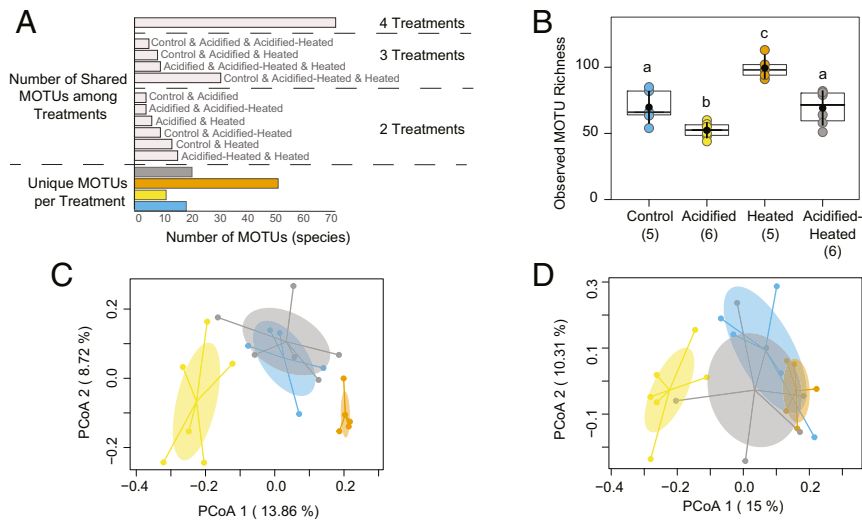 A
4 Treatments
Control & Acidified & Acidified-Heated
Control & Acidified & Heated
3 Treatments
Acidified & Acidified-Heated & Heated
Control & Acidified-Heated & Heated
Number of Shared
MOTUs among
Treatments
Control & Acidified
Acidified & Acidified-Heated
Acidified & Heated
2 Treatments
Control & Acidified-Heated
Control & Heated
Acidified-Heated & Heated
Unique MOTUs
per Treatment
0 10 20 30 40 50 60 70
Number of MOTUs (species)
B
Observed MOTU Richness
100
50
0
a
b
c
a
Control
(5)
Acidified
(6)
Heated
(5)
Acidified-
Heated
(6)
C
PCoA 2 ( 8.72 %)
0.2
0.0
−0.2
−0.4 −0.2 0.0 0.2
PCoA 1 ( 13.86 %)
D
PCoA 2 ( 10.31 %)
0.3
0.1
−0.1
−0.4 −0.2 0.0 0.2
PCoA 1 ( 15 %)